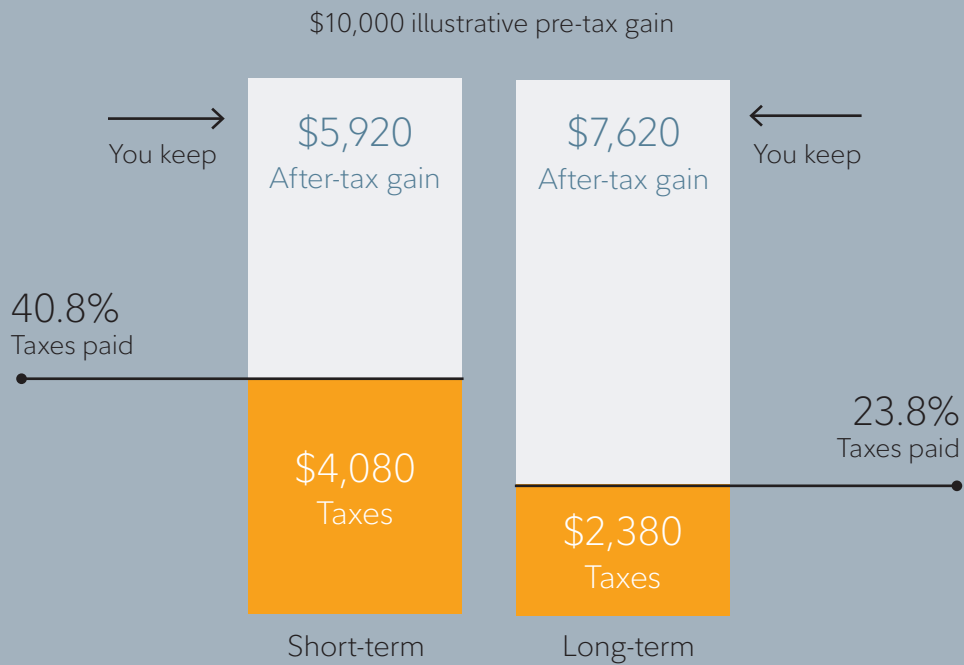 $10,000 illustrative pre-tax gain
You keep
$5,920
After-tax gain
$7,620
After-tax gain
You keep
40.8%
Taxes paid
23.8%
Taxes paid
$4,080
Taxes
$2,380
Taxes
Short-term
Long-term